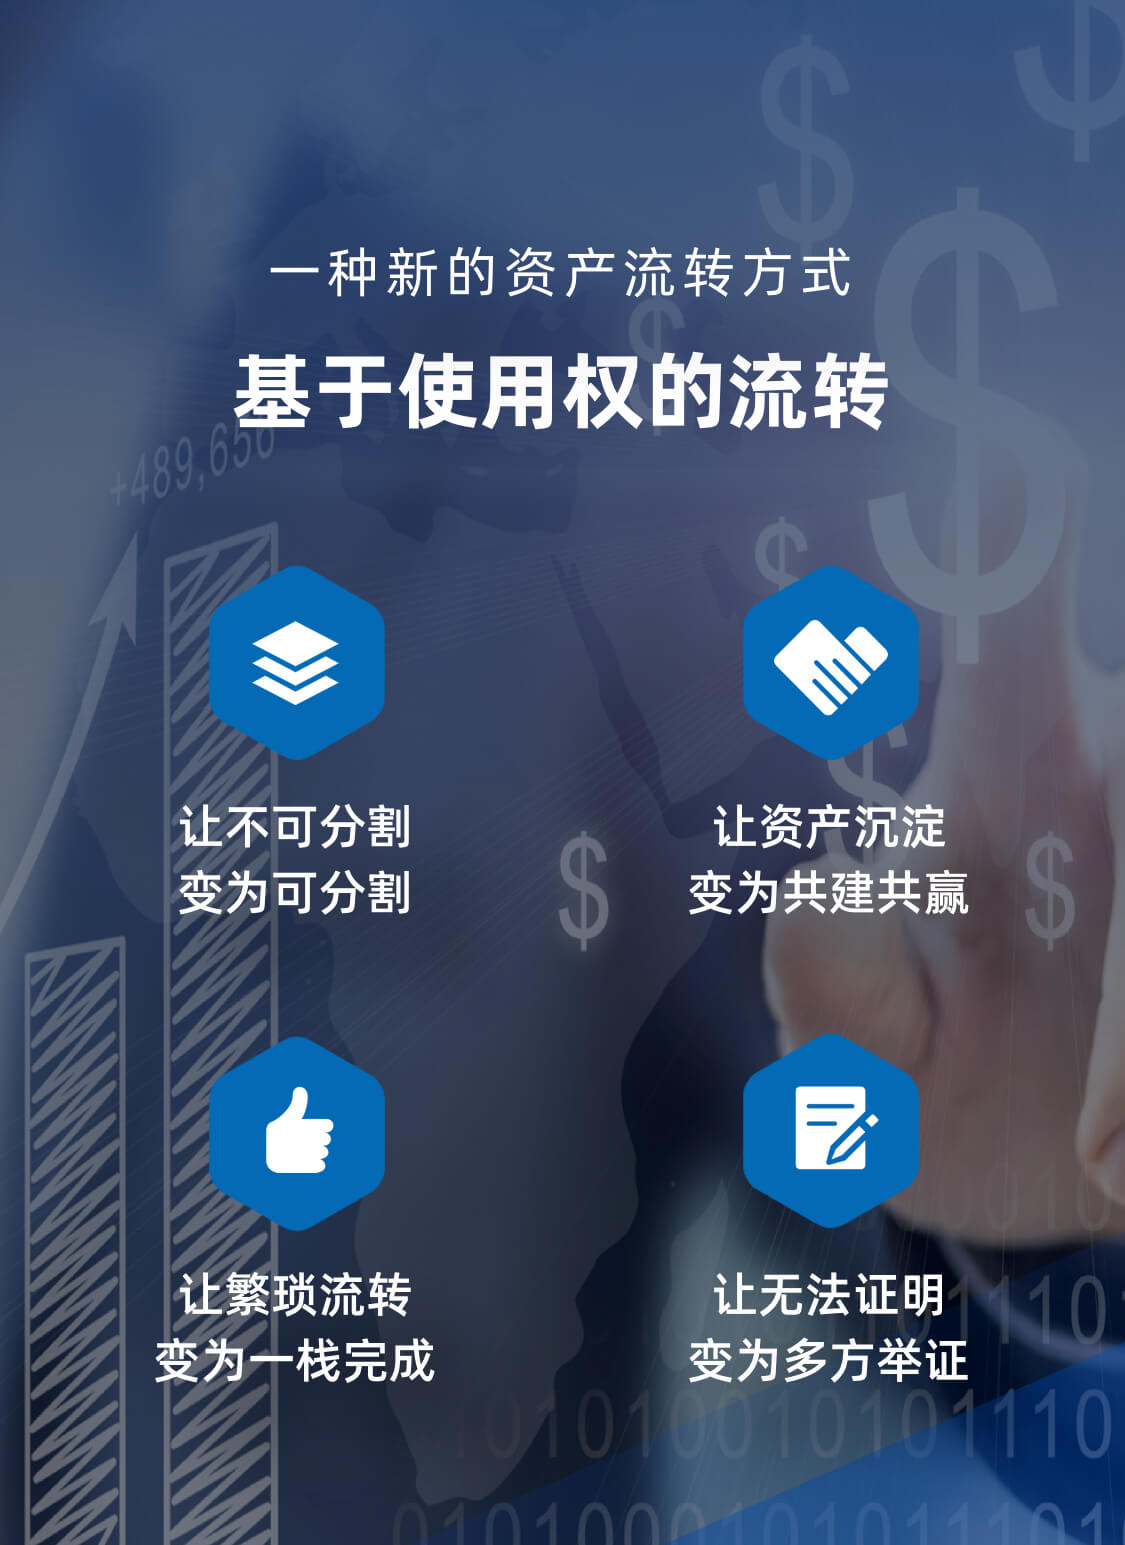 一种新的资产流转方式
基于使用权的流转
+489,656
$
$
$
$
$
$
$
$
让不可分割
变为可分割
让资产沉淀
变为共建共赢
让繁琐流转
变为一栈完成
让无法证明
变为多方举证